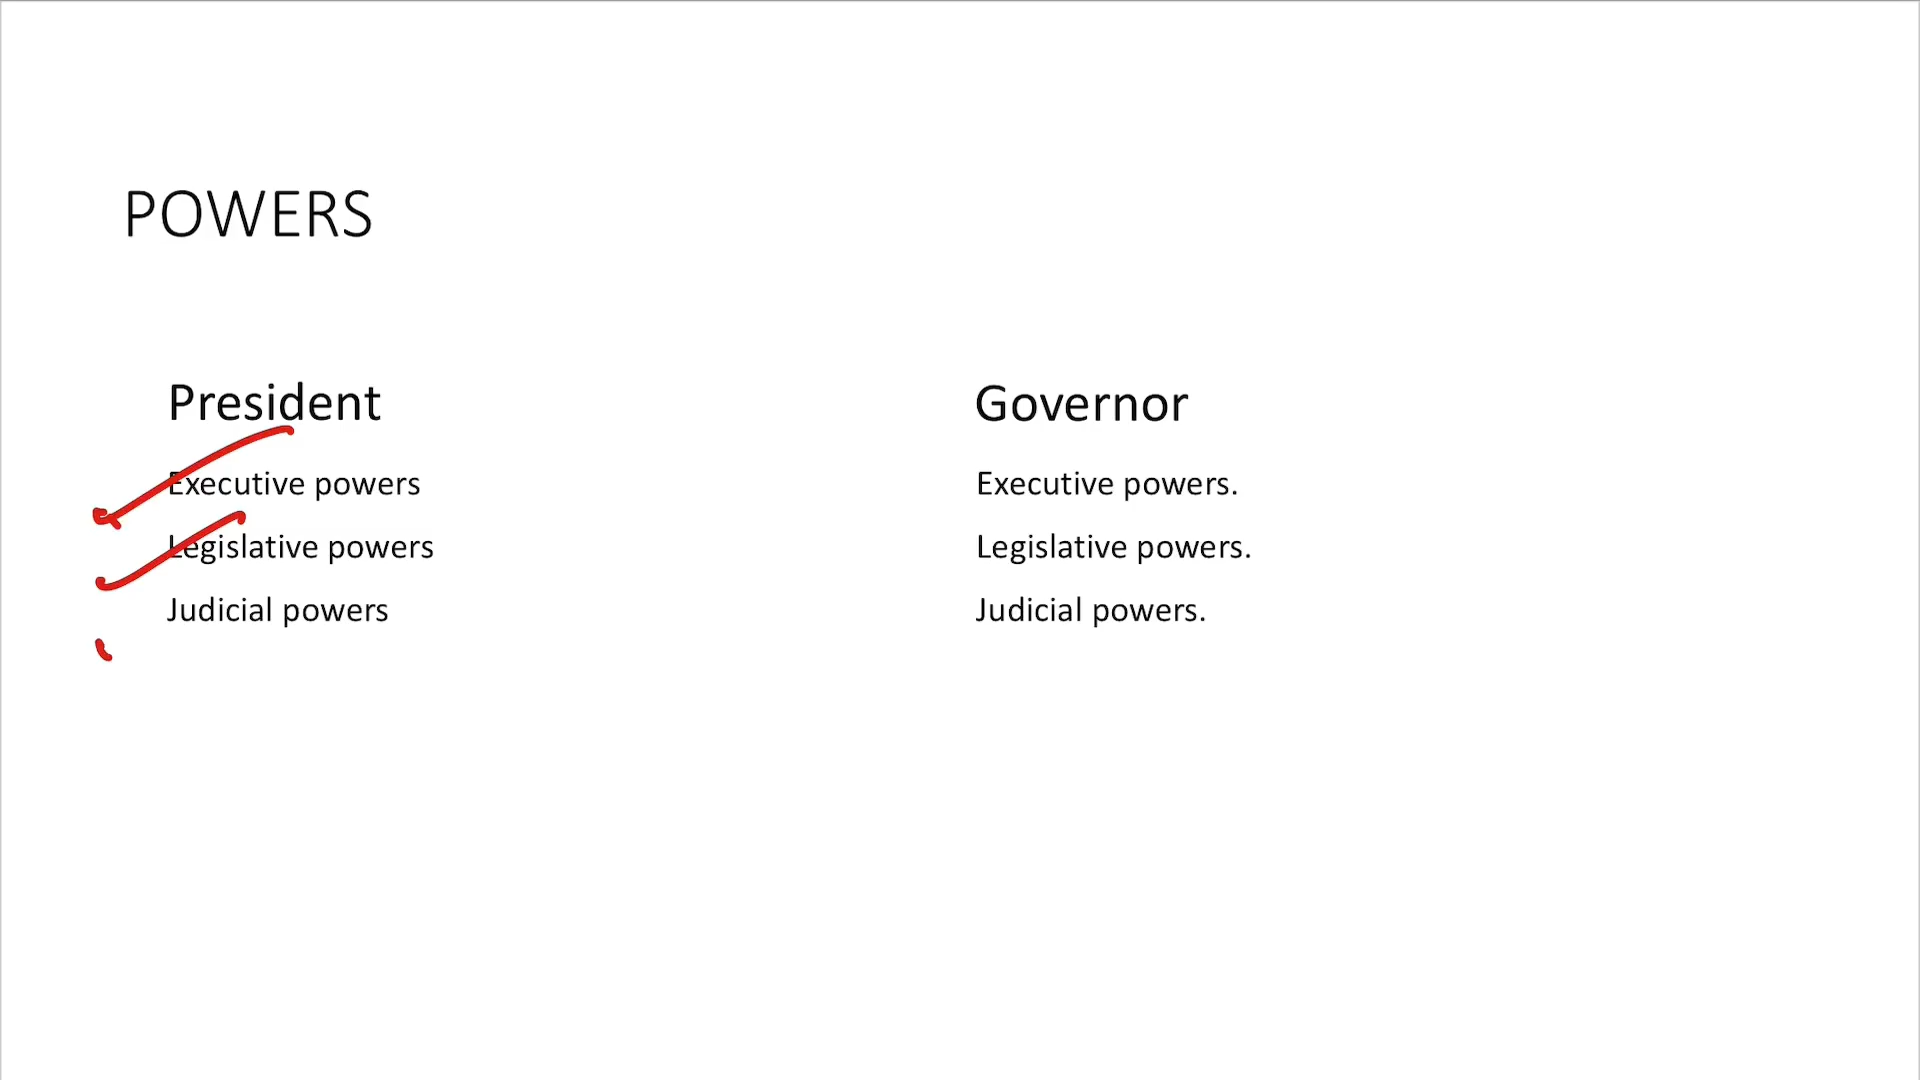 POWERS
President
Executive powers
Legislative powers
Judicial powers
Governor
Executive powers.
Legislative powers.
Judicial powers.